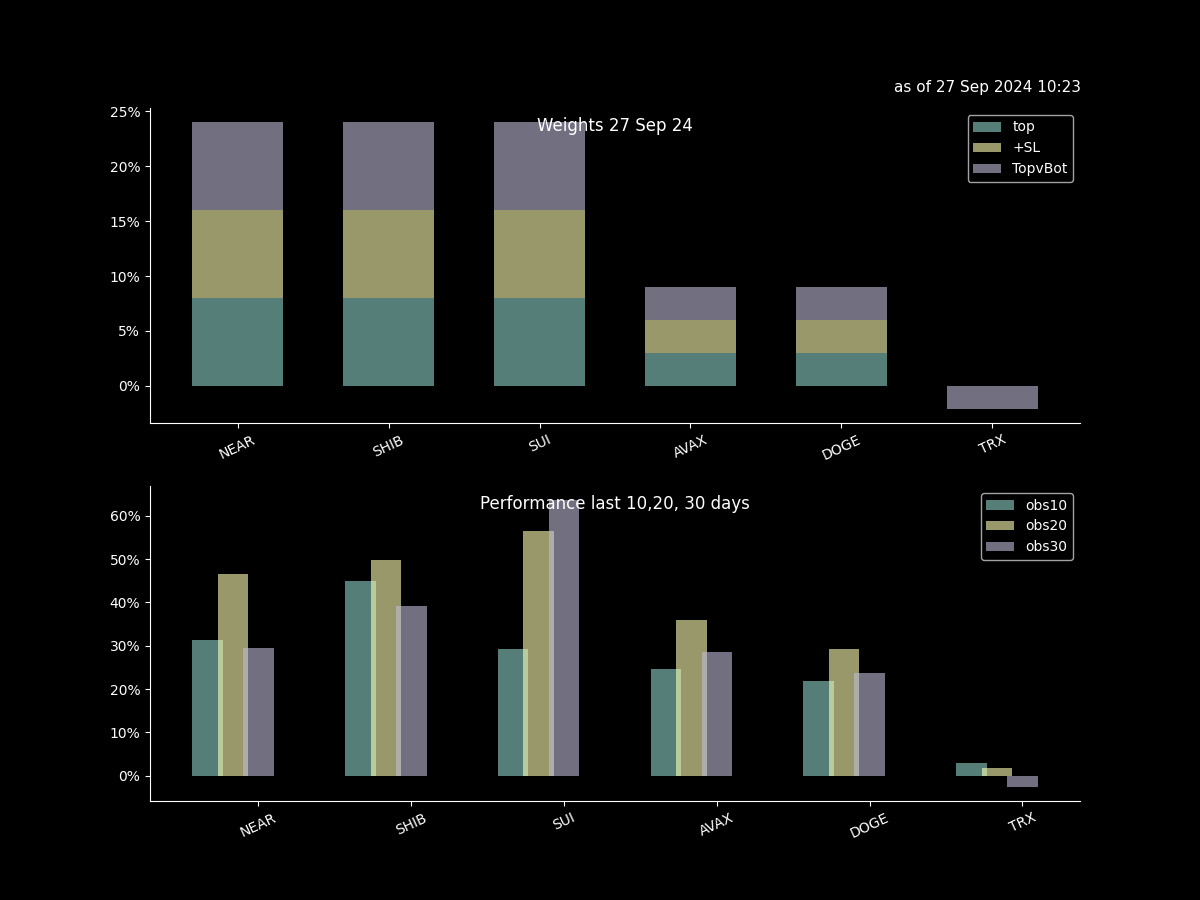 as of 27 Sep 2024 10:23
Weights 27 Sep 24
25%
20%
15%
10%
5%
0%
top
+SL
TopvBot
NEAR SHIB SUI AVAX DOGE TRX
Performance last 10,20, 30 days
60%
50%
40%
30%
20%
10%
0%
obs10
obs20
obs30
NEAR SHIB SUI AVAX DOGE TRX